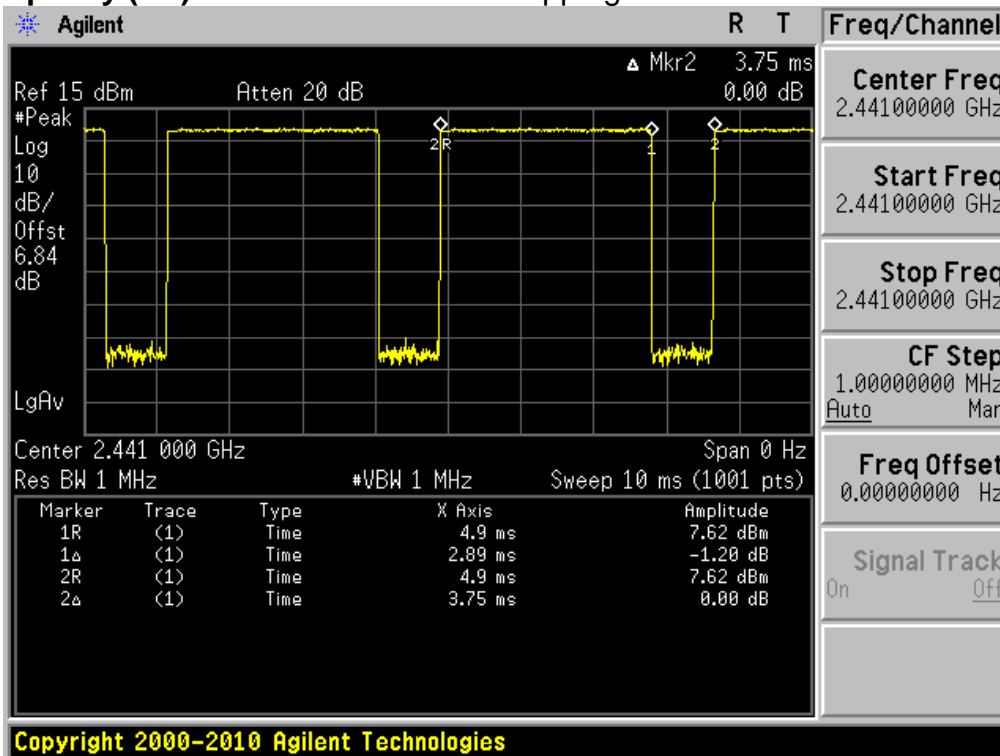 Agilent R T Freq/Channel
Δ Mkr2 3.75 ms
Ref 15 dBm Atten 20 dB 0.00 dB
#Peak
Log
10
dB/
Offst
6.84
dB
LgAv
2R 1 2
Center 2.441 000 GHz Span 0 Hz
Res BW 1 MHz #VBW 1 MHz Sweep 10 ms (1001 pts)
Marker Trace Type X Axis Amplitude
1R (1) Time 4.9 ms 7.62 dBm
1Δ (1) Time 2.89 ms -1.20 dB
2R (1) Time 4.9 ms 7.62 dBm
2Δ (1) Time 3.75 ms 0.00 dB
Center Freq
2.44100000 GHz
Start Freq
2.44100000 GHz
Stop Freq
2.44100000 GHz
CF Step
1.00000000 MHz
Auto Man
Freq Offset
0.00000000 Hz
Signal Track
On Off
Copyright 2000-2010 Agilent Technologies